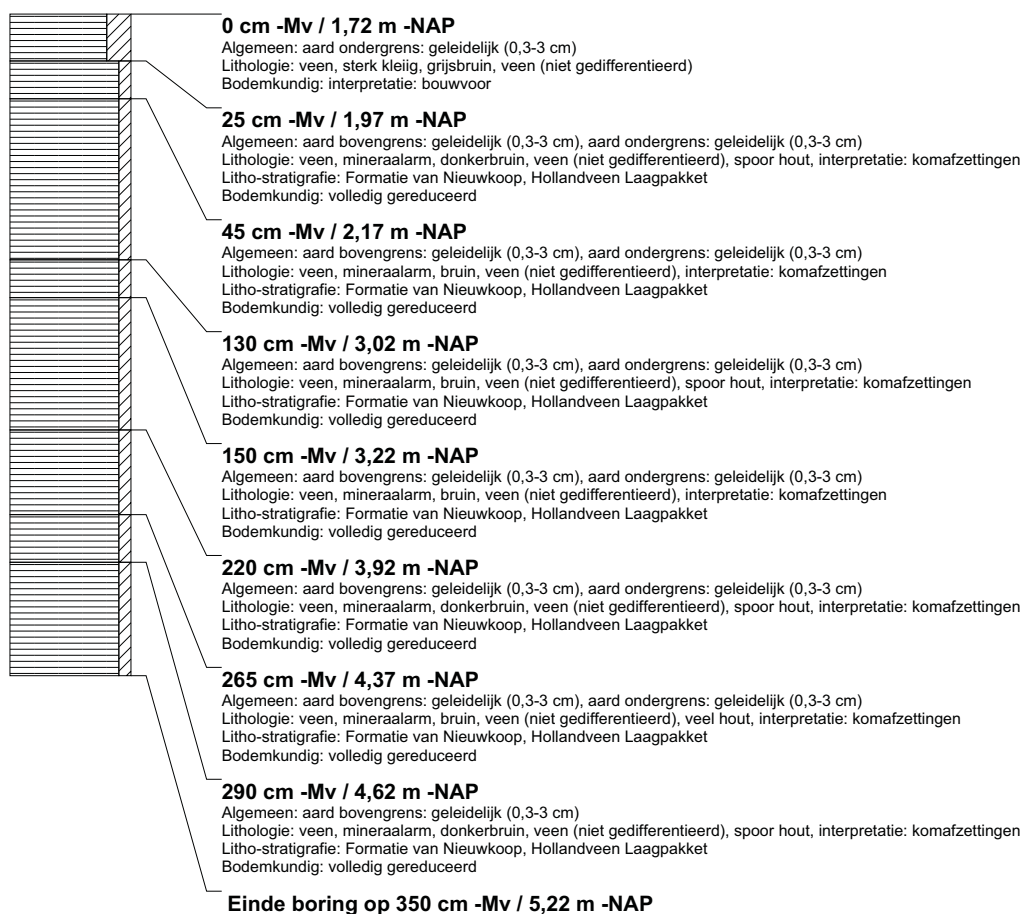 0 cm -Mv / 1,72 m -NAP
Algemeen: aard ondergrens: geleidelijk (0,3-3 cm)
Lithologie: veen, sterk kleiig, grijsbruin, veen (niet gedifferentieerd)
Bodemkundig: interpretatie: bouwvoor
25 cm -Mv / 1,97 m -NAP
Algemeen: aard bovengrens: geleidelijk (0,3-3 cm), aard ondergrens: geleidelijk (0,3-3 cm)
Lithologie: veen, mineraalarm, donkerbruin, veen (niet gedifferentieerd), spoor hout, interpretatie: komafzettingen
Litho-stratigrafie: Formatie van Nieuwkoop, Hollandveen Laagpakket
Bodemkundig: volledig gereduceerd
45 cm -Mv / 2,17 m -NAP
Algemeen: aard bovengrens: geleidelijk (0,3-3 cm), aard ondergrens: geleidelijk (0,3-3 cm)
Lithologie: veen, mineraalarm, bruin, veen (niet gedifferentieerd), interpretatie: komafzettingen
Litho-stratigrafie: Formatie van Nieuwkoop, Hollandveen Laagpakket
Bodemkundig: volledig gereduceerd
130 cm -Mv / 3,02 m -NAP
Algemeen: aard bovengrens: geleidelijk (0,3-3 cm), aard ondergrens: geleidelijk (0,3-3 cm)
Lithologie: veen, mineraalarm, bruin, veen (niet gedifferentieerd), spoor hout, interpretatie: komafzettingen
Litho-stratigrafie: Formatie van Nieuwkoop, Hollandveen Laagpakket
Bodemkundig: volledig gereduceerd
150 cm -Mv / 3,22 m -NAP
Algemeen: aard bovengrens: geleidelijk (0,3-3 cm), aard ondergrens: geleidelijk (0,3-3 cm)
Lithologie: veen, mineraalarm, bruin, veen (niet gedifferentieerd), interpretatie: komafzettingen
Litho-stratigrafie: Formatie van Nieuwkoop, Hollandveen Laagpakket
Bodemkundig: volledig gereduceerd
220 cm -Mv / 3,92 m -NAP
Algemeen: aard bovengrens: geleidelijk (0,3-3 cm), aard ondergrens: geleidelijk (0,3-3 cm)
Lithologie: veen, mineraalarm, donkerbruin, veen (niet gedifferentieerd), spoor hout, interpretatie: komafzettingen
Litho-stratigrafie: Formatie van Nieuwkoop, Hollandveen Laagpakket
Bodemkundig: volledig gereduceerd
265 cm -Mv / 4,37 m -NAP
Algemeen: aard bovengrens: geleidelijk (0,3-3 cm), aard ondergrens: geleidelijk (0,3-3 cm)
Lithologie: veen, mineraalarm, bruin, veen (niet gedifferentieerd), veel hout, interpretatie: komafzettingen
Litho-stratigrafie: Formatie van Nieuwkoop, Hollandveen Laagpakket
Bodemkundig: volledig gereduceerd
290 cm -Mv / 4,62 m -NAP
Algemeen: aard bovengrens: geleidelijk (0,3-3 cm)
Lithologie: veen, mineraalarm, donkerbruin, veen (niet gedifferentieerd), spoor hout, interpretatie: komafzettingen
Litho-stratigrafie: Formatie van Nieuwkoop, Hollandveen Laagpakket
Bodemkundig: volledig gereduceerd
Einde boring op 350 cm -Mv / 5,22 m -NAP